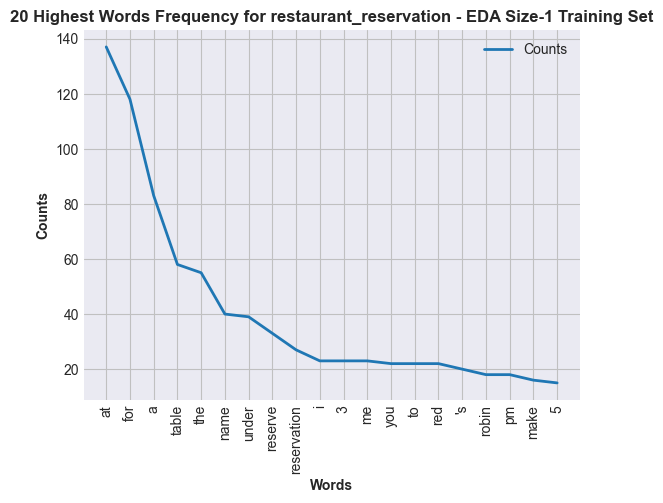 20 Highest Words Frequency for restaurant_reservation - EDA Size-1 Training Set
Counts
140
120
100
80
60
40
20
Counts
at
for
a
table
the
name
under
reserve
reservation
i
3
me
you
to
red
's
robin
pm
make
5
Words